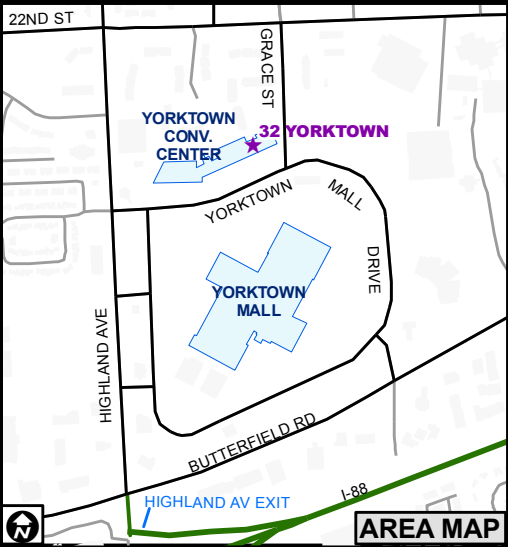 22ND ST
GRACE ST
YORKTOWN
CONV.
CENTER
32 YORKTOWN
YORKTOWN MALL DRIVE
YORKTOWN
MALL
HIGHLAND AVE
BUTTERFIELD RD
I-88
HIGHLAND AV EXIT
N
AREA MAP